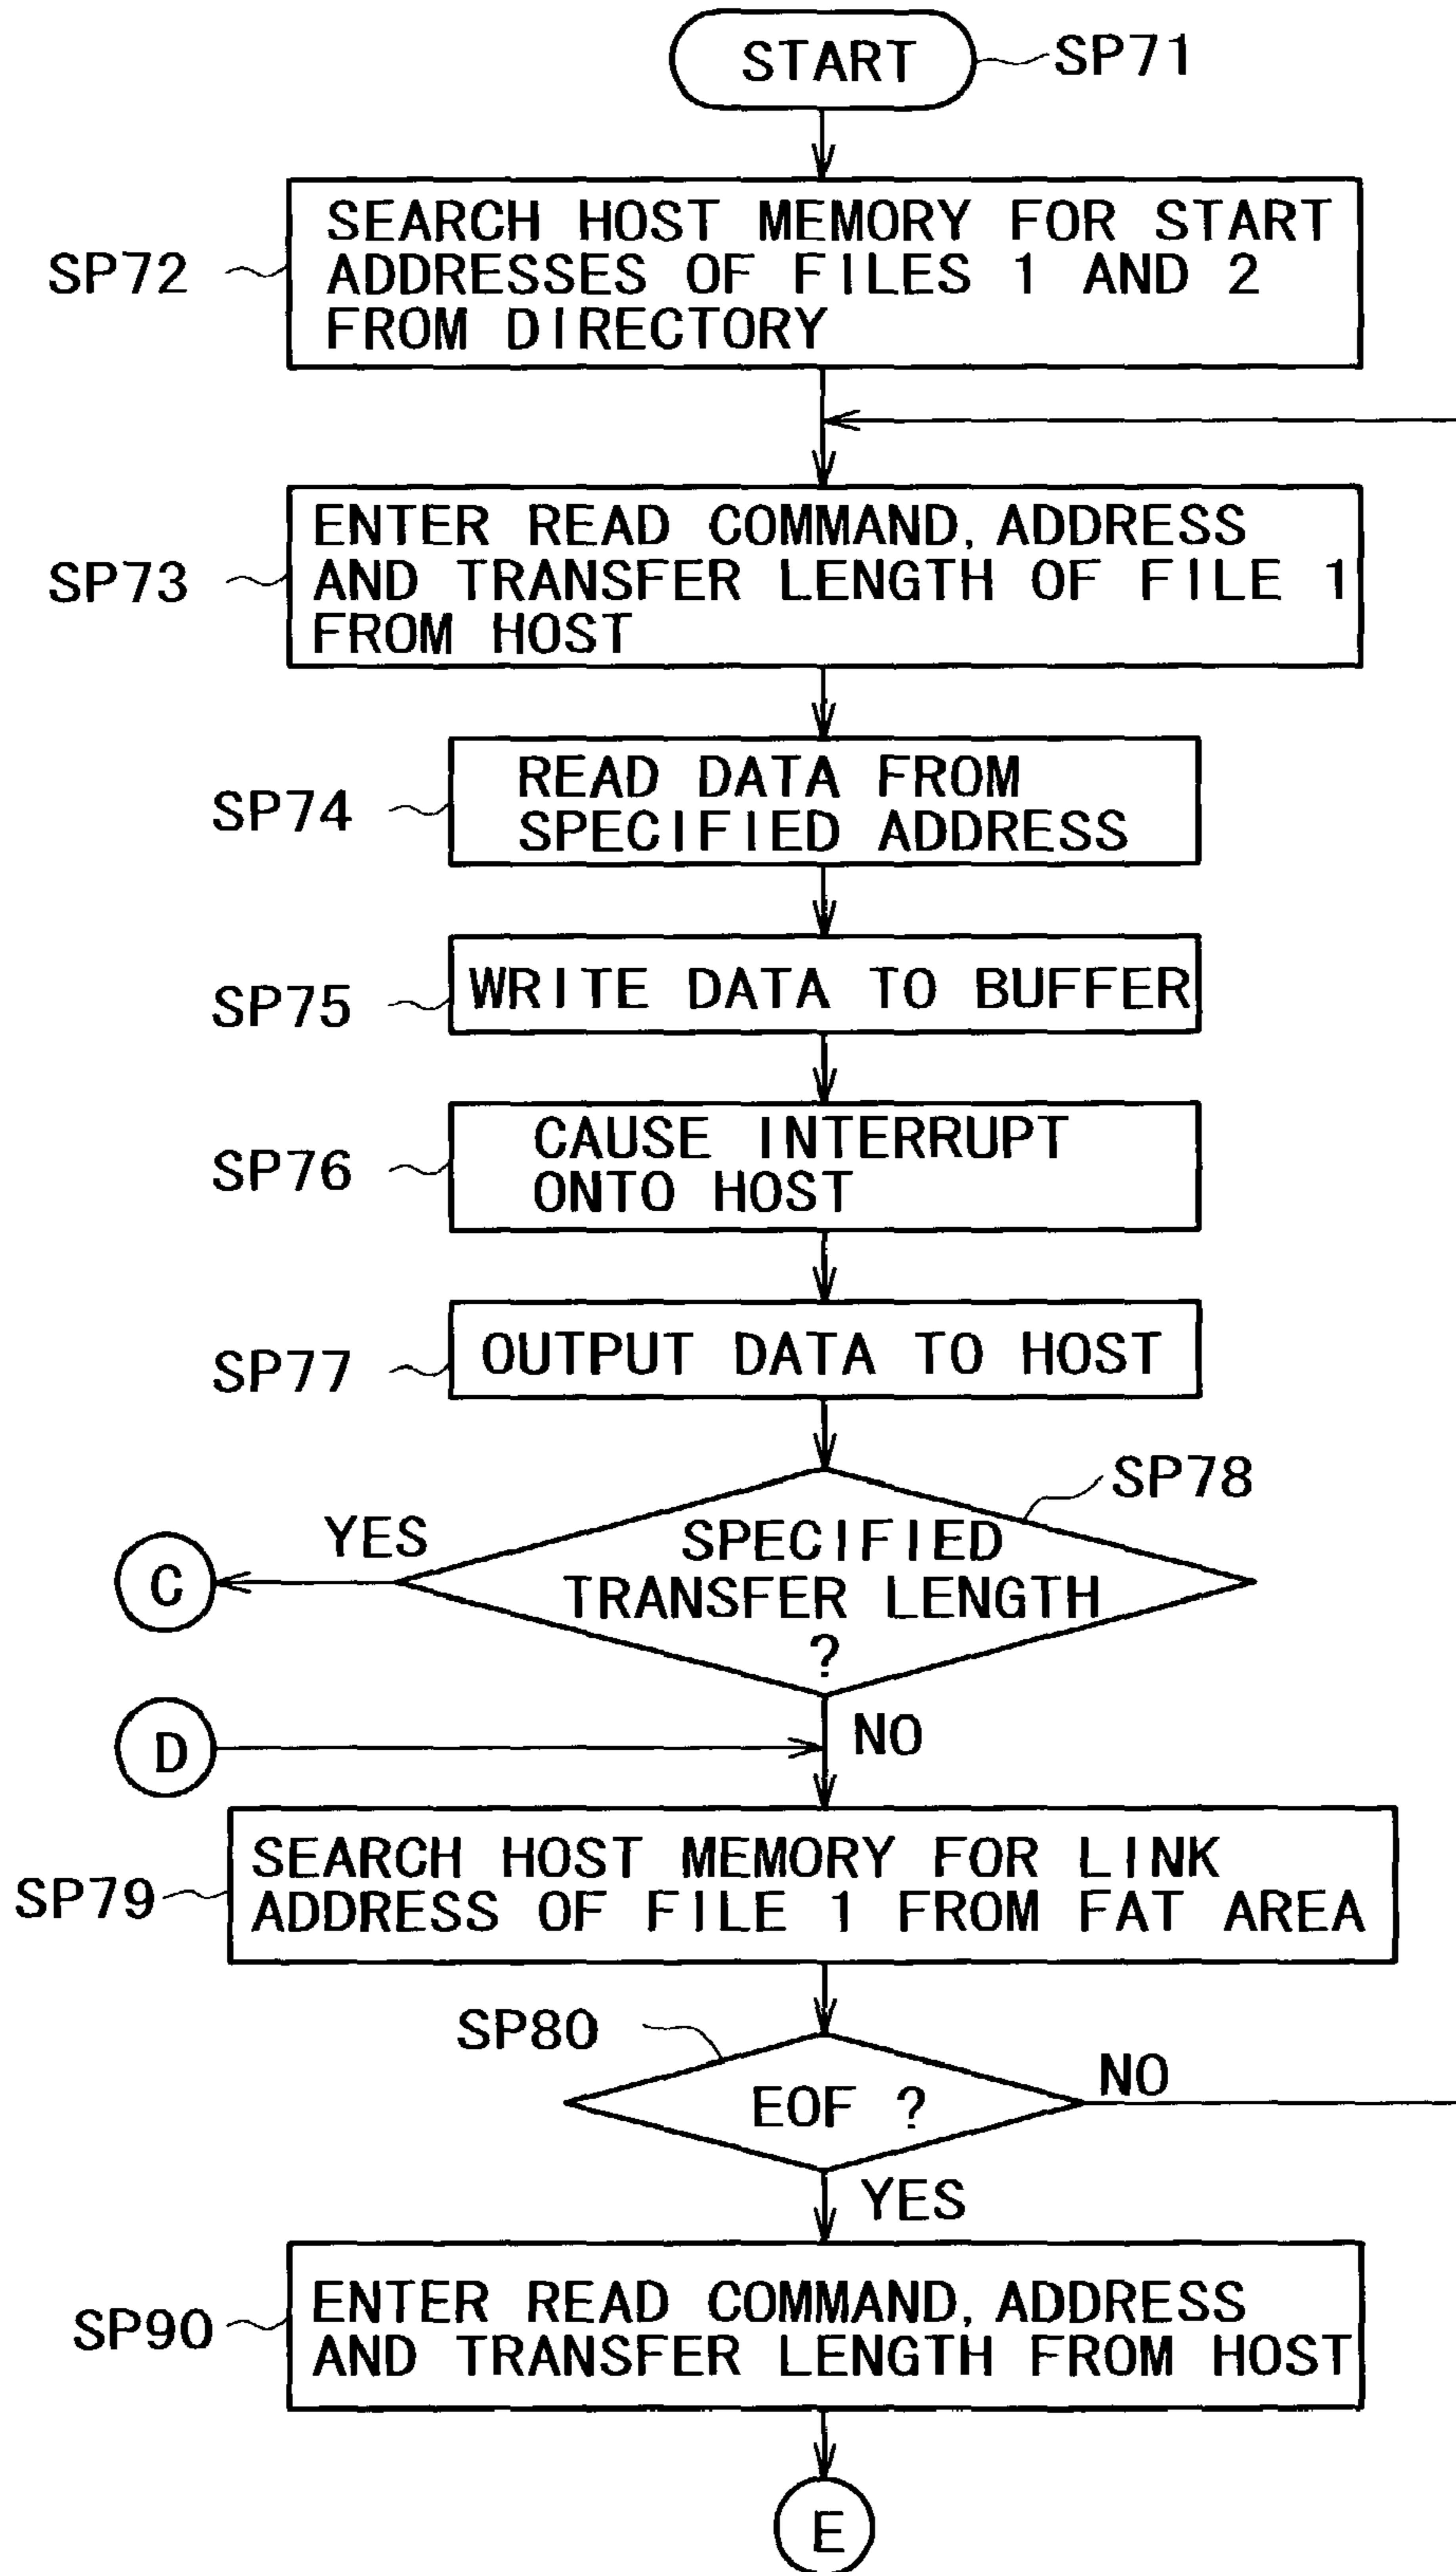 START
SP71
SEARCH HOST MEMORY FOR START
ADDRESSES OF FILES 1 AND 2
FROM DIRECTORY
SP72
ENTER READ COMMAND, ADDRESS
AND TRANSFER LENGTH OF FILE 1
FROM HOST
SP73
READ DATA FROM
SPECIFIED ADDRESS
SP74
WRITE DATA TO BUFFER
SP75
CAUSE INTERRUPT
ONTO HOST
SP76
OUTPUT DATA TO HOST
SP77
SP78
YES
C
SPECIFIED
TRANSFER LENGTH
?
D
NO
SEARCH HOST MEMORY FOR LINK
ADDRESS OF FILE 1 FROM FAT AREA
SP79
SP80
EOF ?
NO
YES
ENTER READ COMMAND, ADDRESS
AND TRANSFER LENGTH FROM HOST
SP90
E